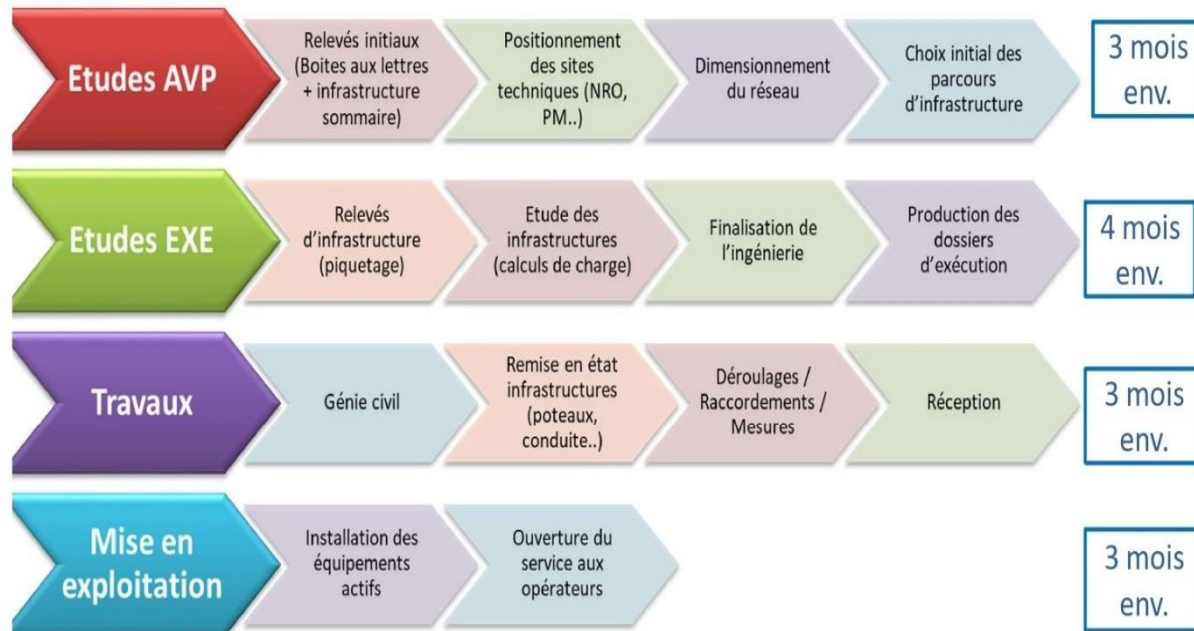 Etudes AVP
Relevés initiaux
(Boites aux lettres
+ infrastructure
sommaire)
Positionnement
des sites
techniques (NRO,
PM..)
Dimensionnement
du réseau
Choix initial des
parcours
d’infrastructure
3 mois
env.
Etudes EXE
Relevés
d’infrastructure
(piquetage)
Etude des
infrastructures
(calculs de charge)
Finalisation de
l’ingénierie
Production des
dossiers
d’exécution
4 mois
env.
Travaux
Génie civil
Remise en état
infrastructures
(poteaux,
conduite..)
Déroulages /
Raccordements /
Mesures
Réception
3 mois
env.
Mise en
exploitation
Installation des
équipements
actifs
Ouverture du
service aux
opérateurs
3 mois
env.